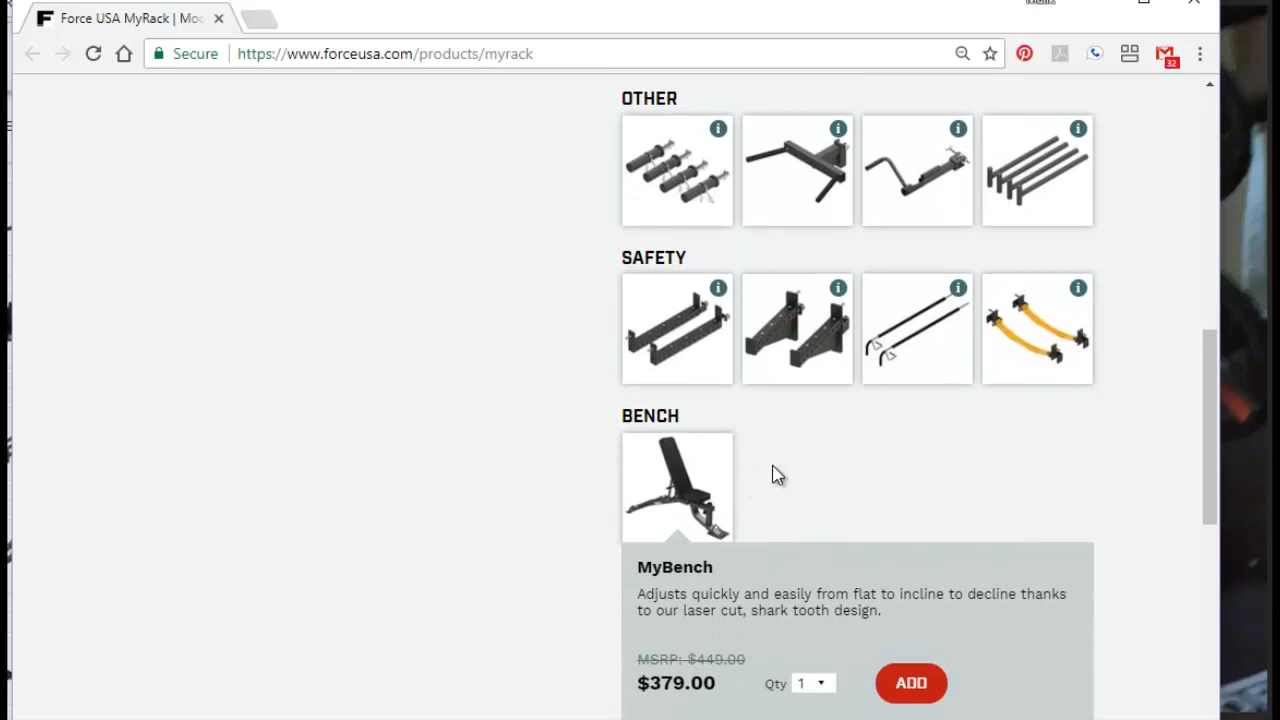 Force USA MyRack | Mo
Secure
https://www.forceusa.com/products/myrack
32
OTHER
i
i
i
i
SAFETY
i
i
i
i
BENCH
MyBench
Adjusts quickly and easily from flat to incline to decline thanks
to our laser cut, shark tooth design.
MSRP: $449.00
$379.00
Qty 1
ADD